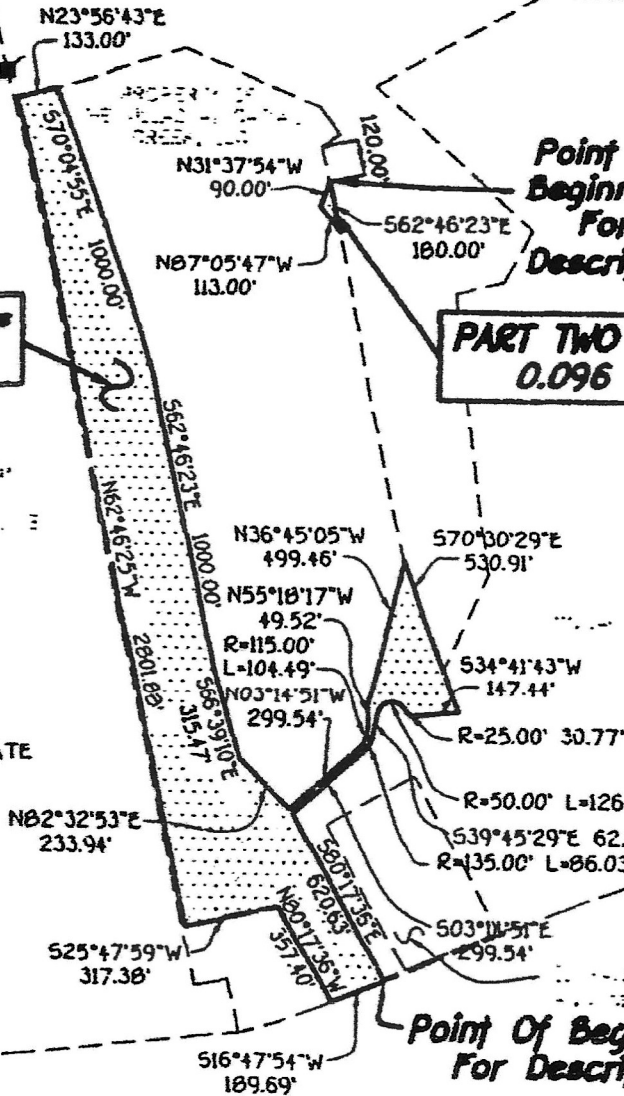 N23°56'43"E
133.00'
S70°04'55"E 1000.00'
N31°37'54"W
90.00'
120.00'
Point
Beginn
For
Descri
S62°46'23"E
180.00'
N87°05'47"W
113.00'
PART TWO
0.096
S62°46'23"E 1000.00'
N62°46'25"W 2801.88'
N36°45'05"W
499.46'
S70°30'29"E
530.91'
N55°18'17"W
49.52'
R=115.00'
L=104.49'
N03°14'51"W
299.54'
S34°41'43"W
147.44'
R=25.00' 30.77'
S66°39'10"E
315.47'
TE
N82°32'53"E
233.94'
R=50.00' L=126
S39°45'29"E 62.
R=135.00' L=86.03
S80°17'36"E
620.63'
N80°17'36"W
357.40'
S03°14'51"E
299.54'
S25°47'59"W
317.38'
Point Of Beg
For Descri
S16°47'54"W
189.69'